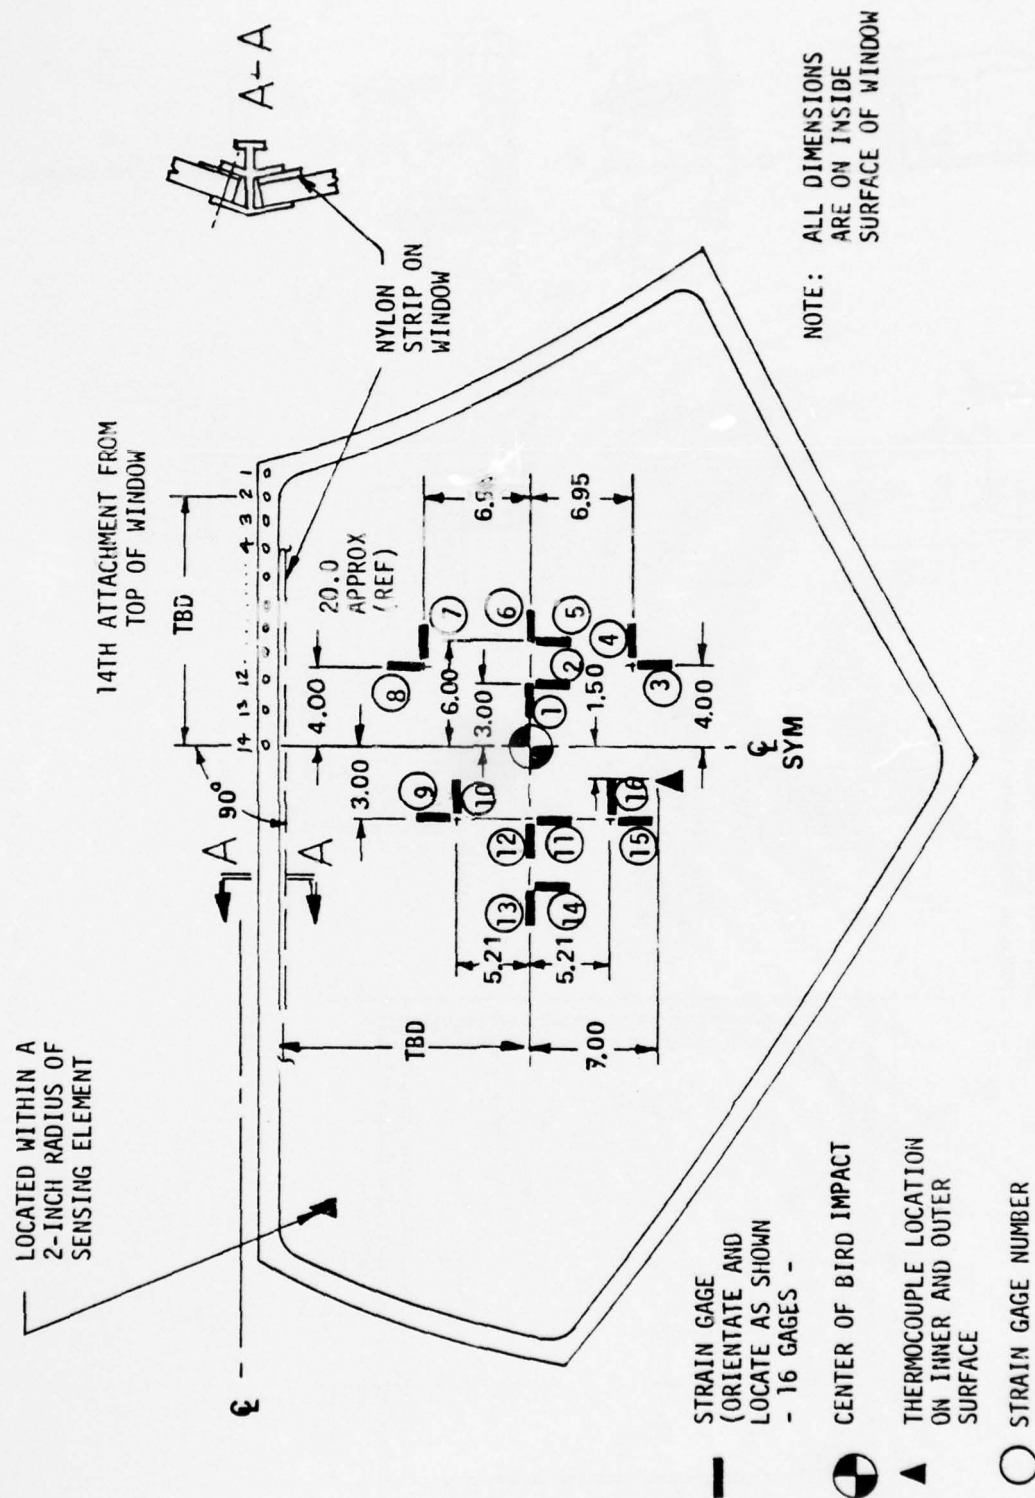 LOCATED WITHIN A
2-INCH RADIUS OF
SENSING ELEMENT
14TH ATTACHMENT FROM
TOP OF WINDOW
TBD
14 13 12 4 3 2 1
90°
A
A
A-A
NYLON
STRIP ON
WINDOW
℄
3.00
4.00
20.0
APPROX
(REF)
6.00
3.00
6.95
1.50
4.00
5.21
5.21
TBD
7.00
℄
SYM
1
2
3
4
5
6
7
8
9
10
11
12
13
14
15
16
NOTE: ALL DIMENSIONS
ARE ON INSIDE
SURFACE OF WINDOW
STRAIN GAGE
(ORIENTATE AND
LOCATE AS SHOWN
- 16 GAGES -
CENTER OF BIRD IMPACT
THERMOCOUPLE LOCATION
ON INNER AND OUTER
SURFACE
STRAIN GAGE NUMBER